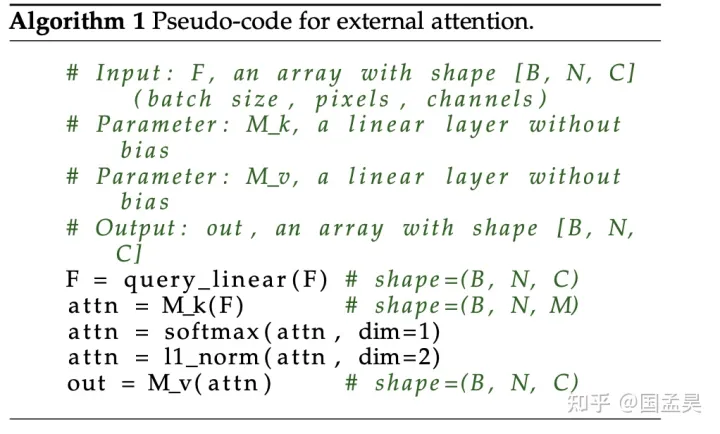 Algorithm 1 Pseudo-code for external attention.
# Input: F, an array with shape [B, N, C]
(batch size, pixels, channels)
# Parameter: M_k, a linear layer without
bias
# Parameter: M_v, a linear layer without
bias
# Output: out, an array with shape [B, N,
C]
F = query_linear(F) # shape=(B, N, C)
attn = M_k(F) # shape=(B, N, M)
attn = softmax(attn, dim=1)
attn = l1_norm(attn, dim=2)
out = M_v(attn) # shape=(B, N, C)
知乎 @国孟昊